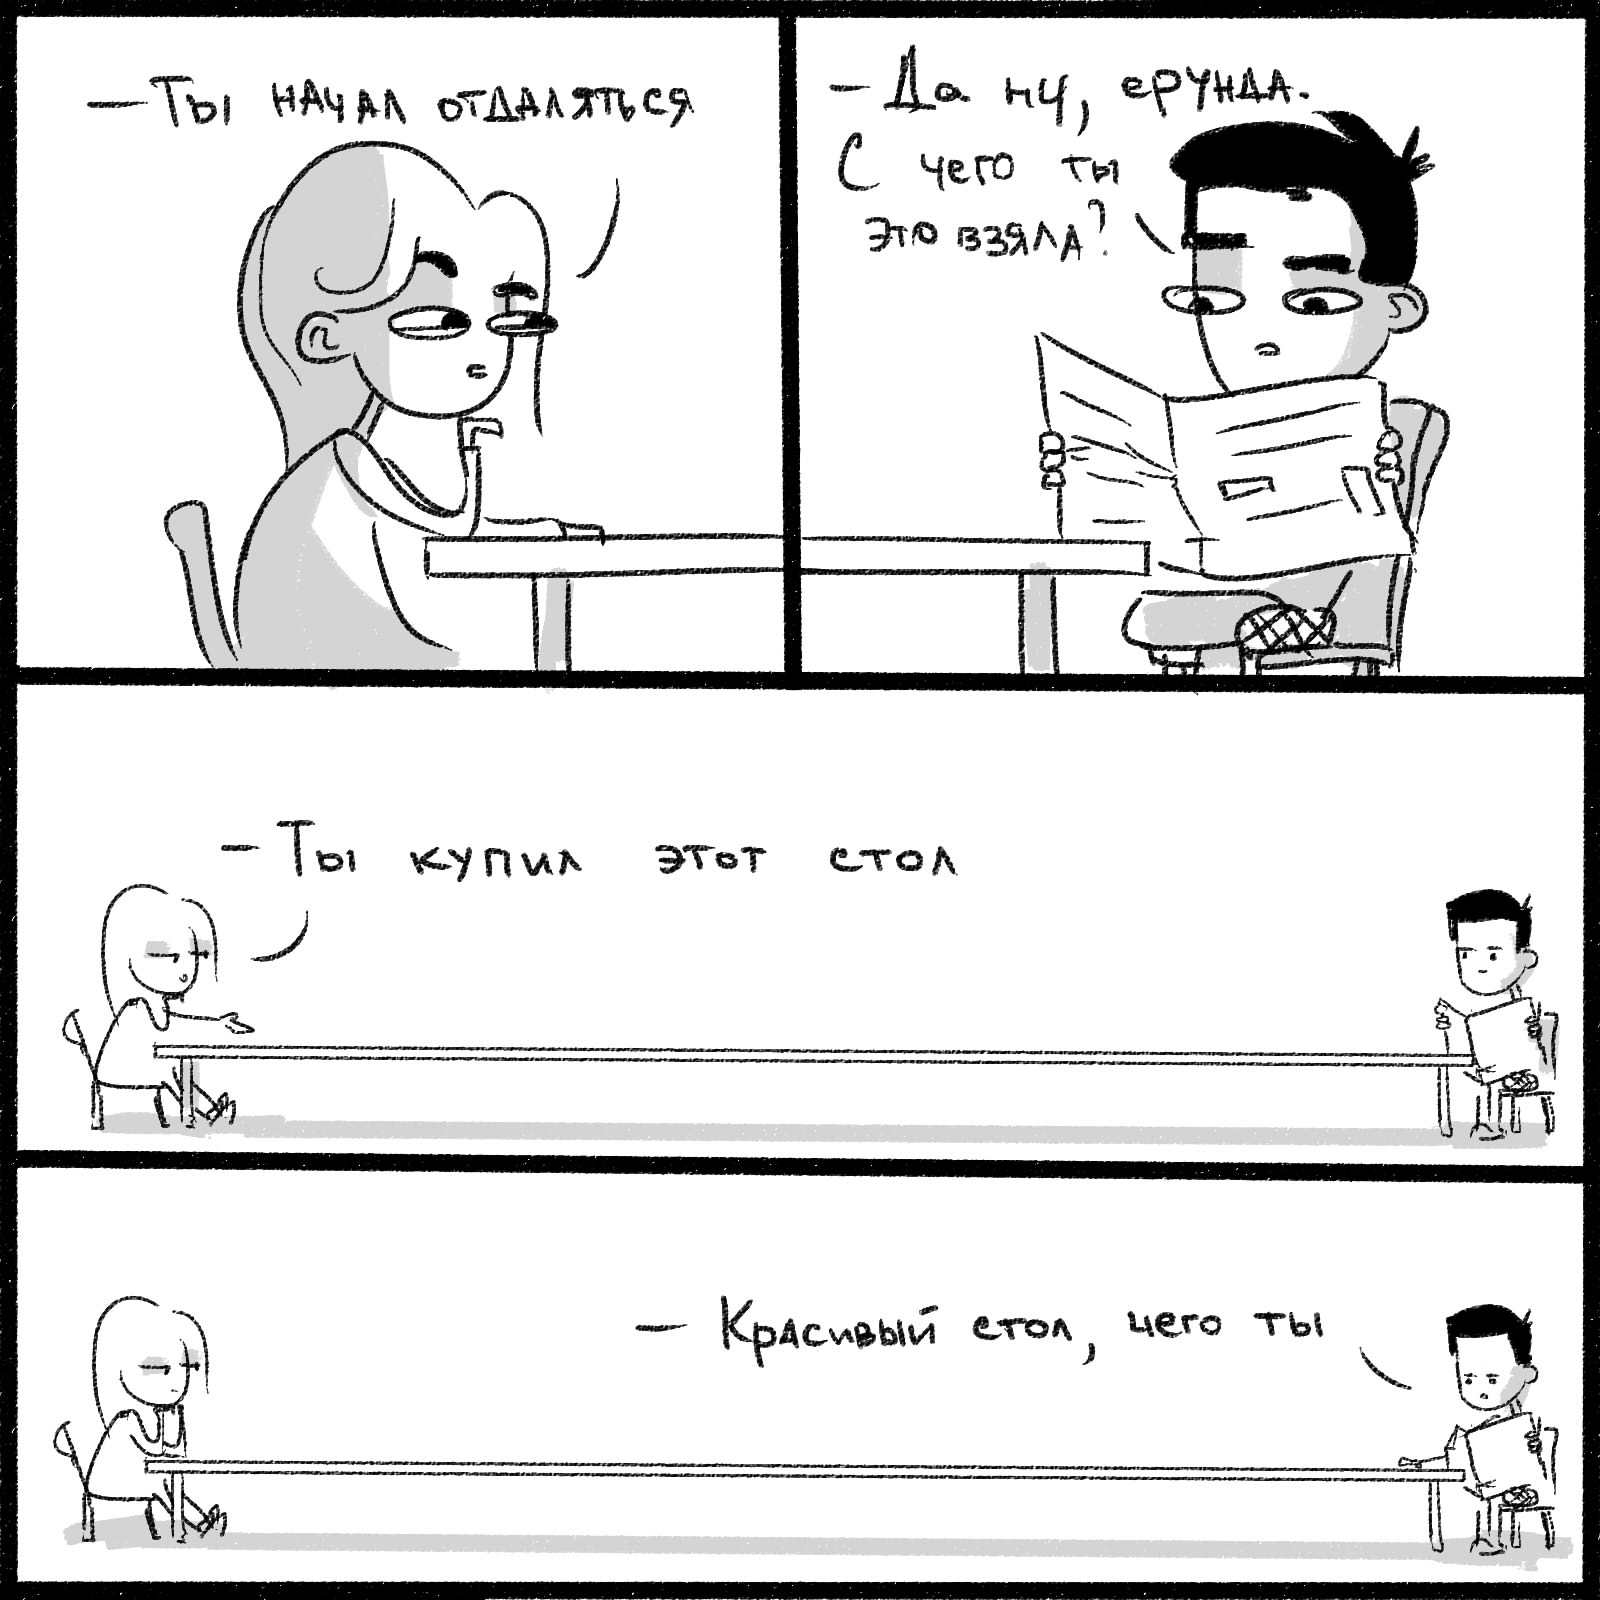 — Ты начал отдаляться
— Да ну, ерунда.
С чего ты
это взяла?
— Ты купил этот стол
— Красивый стол, чего ты